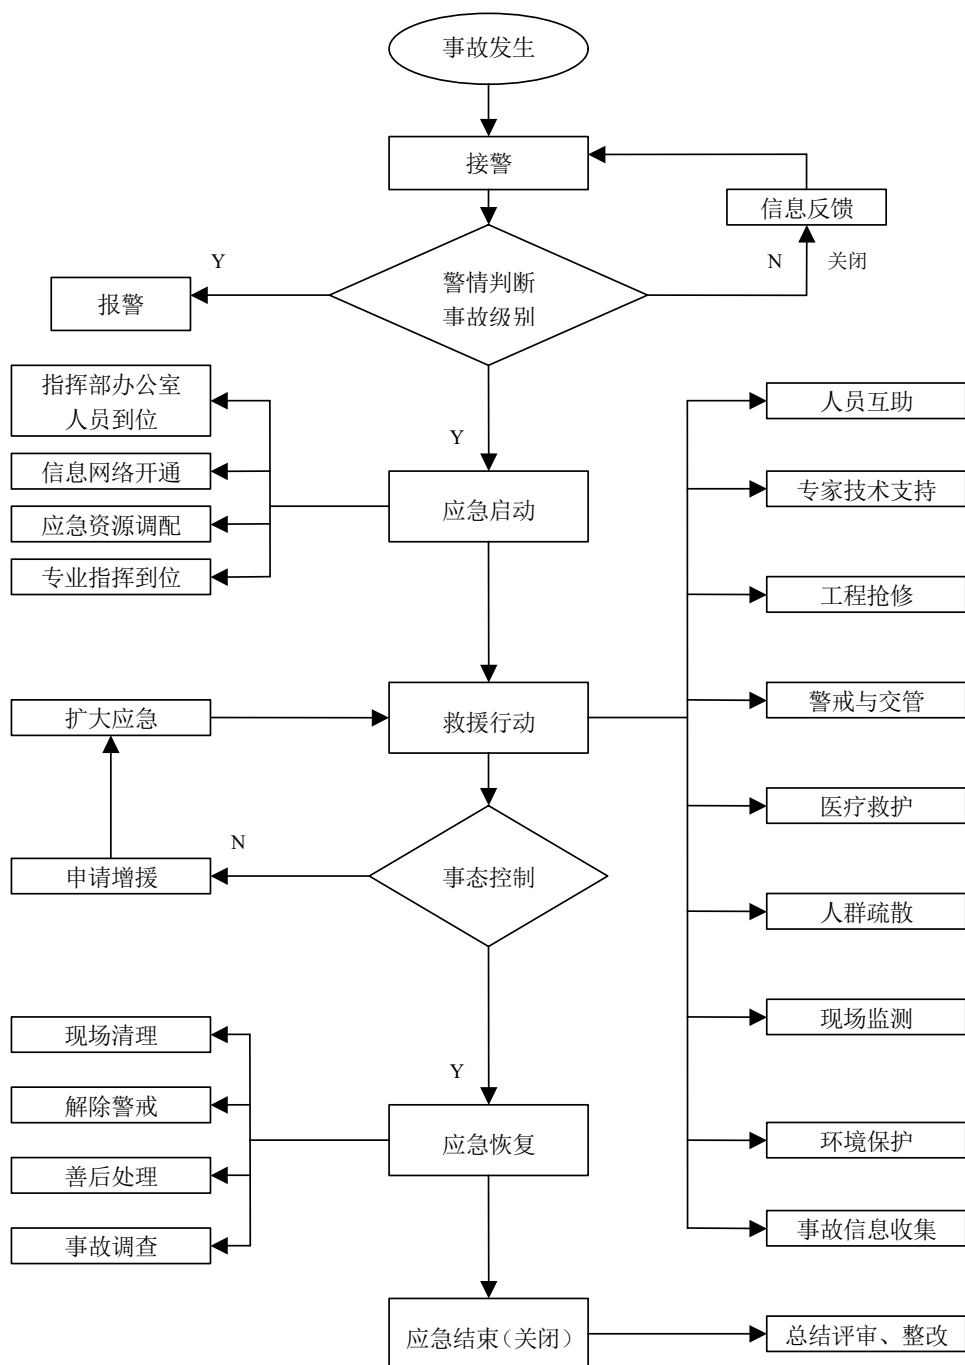 事故发生
接警
信息反馈
Y
N
关闭
警情判断
事故级别
报警
指挥部办公室
人员到位
信息网络开通
应急资源调配
专业指挥到位
Y
应急启动
人员互助
专家技术支持
工程抢修
警戒与交管
医疗救护
人群疏散
现场监测
环境保护
事故信息收集
扩大应急
救援行动
N
申请增援
事态控制
现场清理
解除警戒
善后处理
事故调查
Y
应急恢复
应急结束（关闭）
总结评审、整改